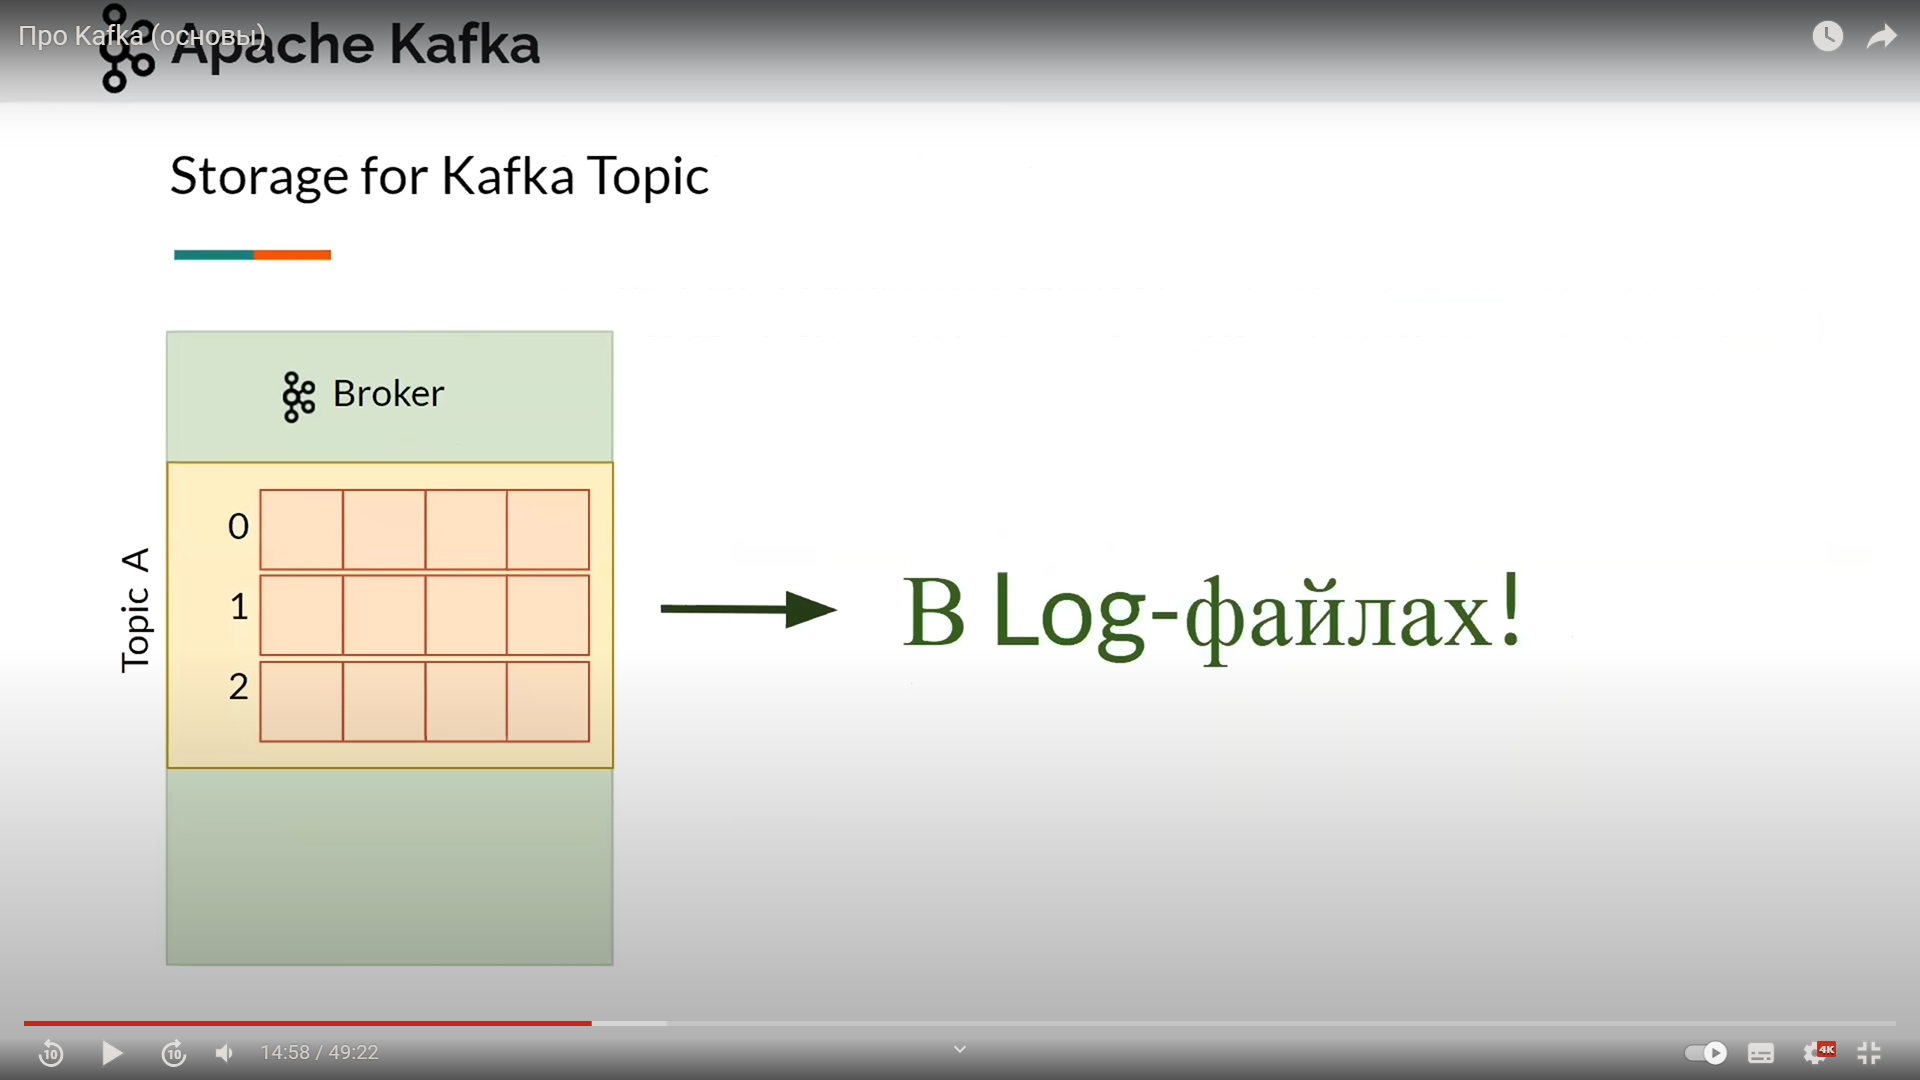 Про Kafka (основы)
Apache Kafka
Storage for Kafka Topic
Broker
Topic A
0
1
2
В Log-файлах!
10
10
14:58 / 49:22
4K